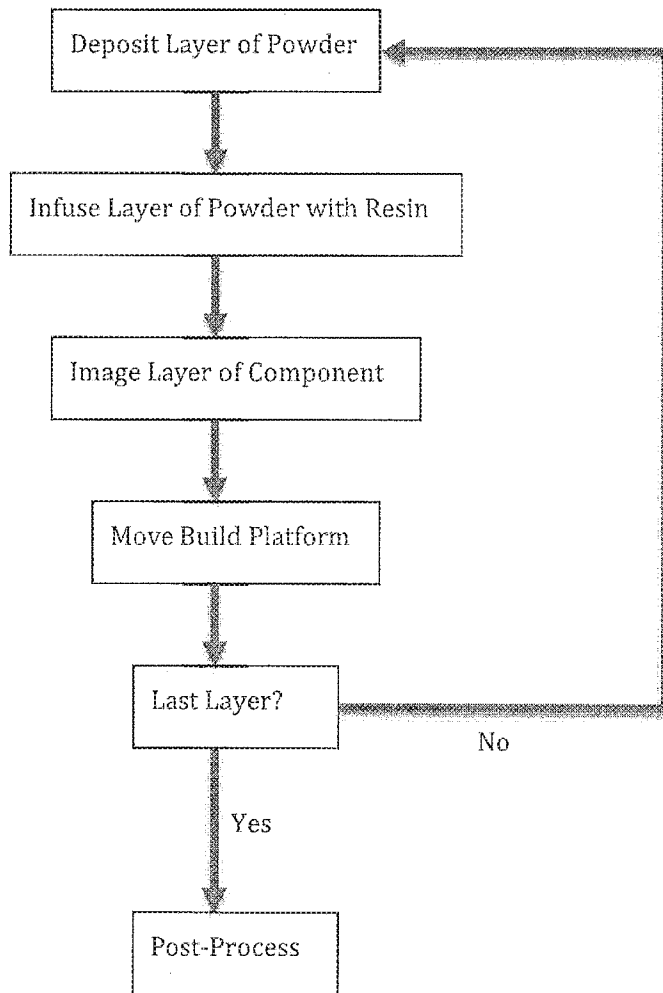 Deposit Layer of Powder
Infuse Layer of Powder with Resin
Image Layer of Component
Move Build Platform
Last Layer?
No
Yes
Post-Process